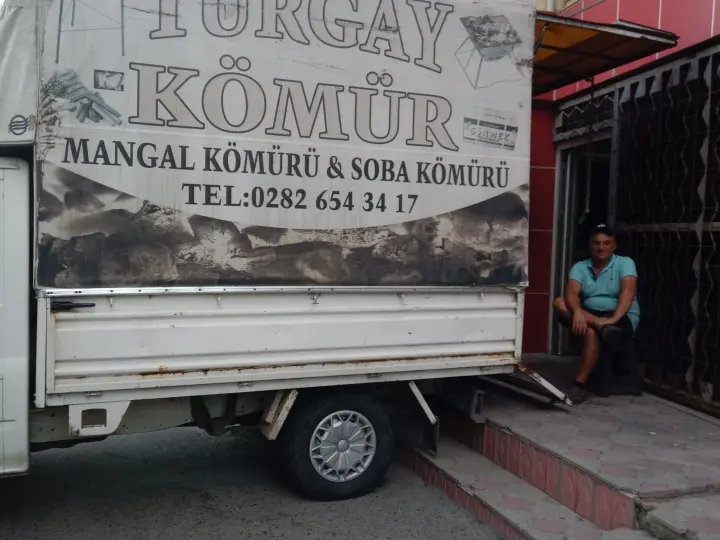 TURGAY
KÖMÜR
MANGAL KÖMÜRÜ & SOBA KÖMÜRÜ
TEL:0282 654 34 17